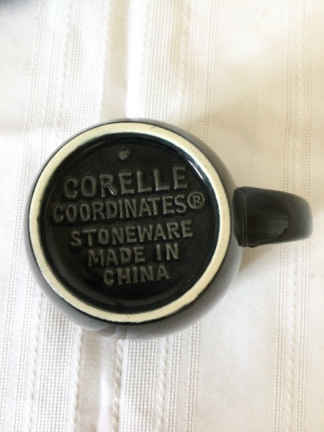 CORELLE
COORDINATES®
STONEWARE
MADE IN
CHINA